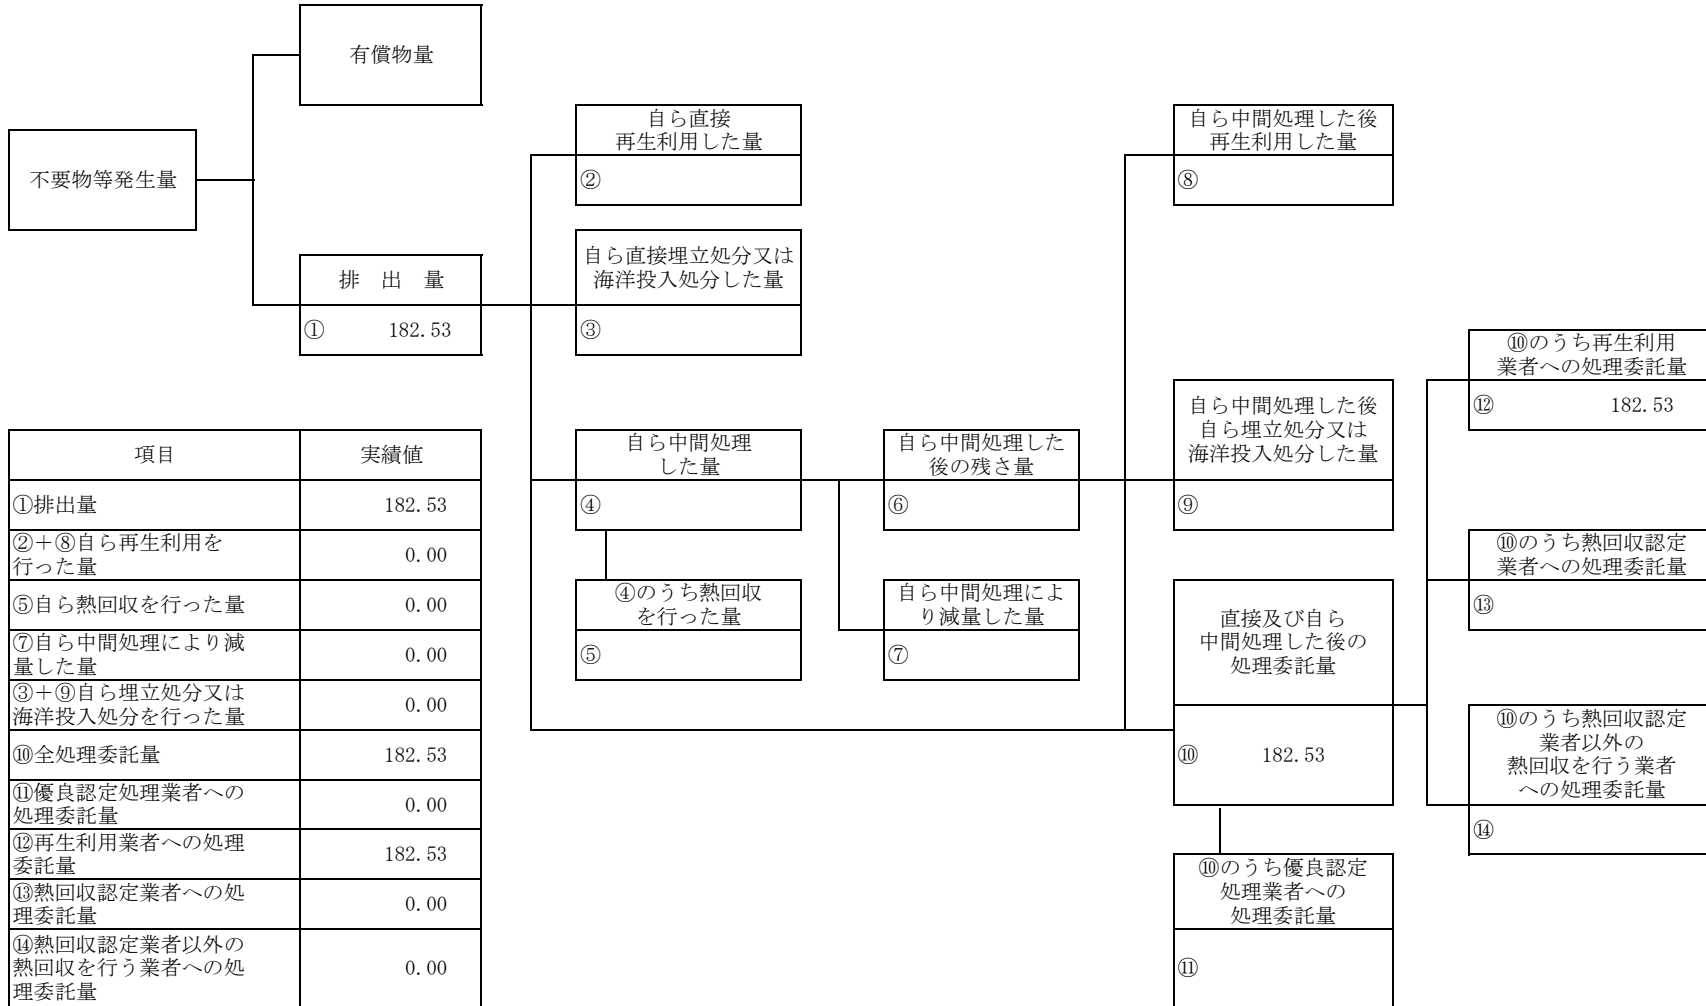 有償物量
不要物等発生量
排 出 量
① 182.53
自ら直接
再生利用した量
②
自ら直接埋立処分又は
海洋投入処分した量
③
自ら中間処理
した量
④
④のうち熱回収
を行った量
⑤
自ら中間処理した
後の残さ量
⑥
自ら中間処理によ
り減量した量
⑦
自ら中間処理した後
再生利用した量
⑧
自ら中間処理した後
自ら埋立処分又は
海洋投入処分した量
⑨
直接及び自ら
中間処理した後の
処理委託量
⑩ 182.53
⑩のうち優良認定
処理業者への
処理委託量
⑪
⑩のうち再生利用
業者への処理委託量
⑫ 182.53
⑩のうち熱回収認定
業者への処理委託量
⑬
⑩のうち熱回収認定
業者以外の
熱回収を行う業者
への処理委託量
⑭
項目 実績値
①排出量 182.53
②+⑧自ら再生利用を
行った量 0.00
⑤自ら熱回収を行った量 0.00
⑦自ら中間処理により減
量した量 0.00
③+⑨自ら埋立処分又は
海洋投入処分を行った量 0.00
⑩全処理委託量 182.53
⑪優良認定処理業者への
処理委託量 0.00
⑫再生利用業者への処理
委託量 182.53
⑬熱回収認定業者への処
理委託量 0.00
⑭熱回収認定業者以外の
熱回収を行う業者への処
理委託量 0.00